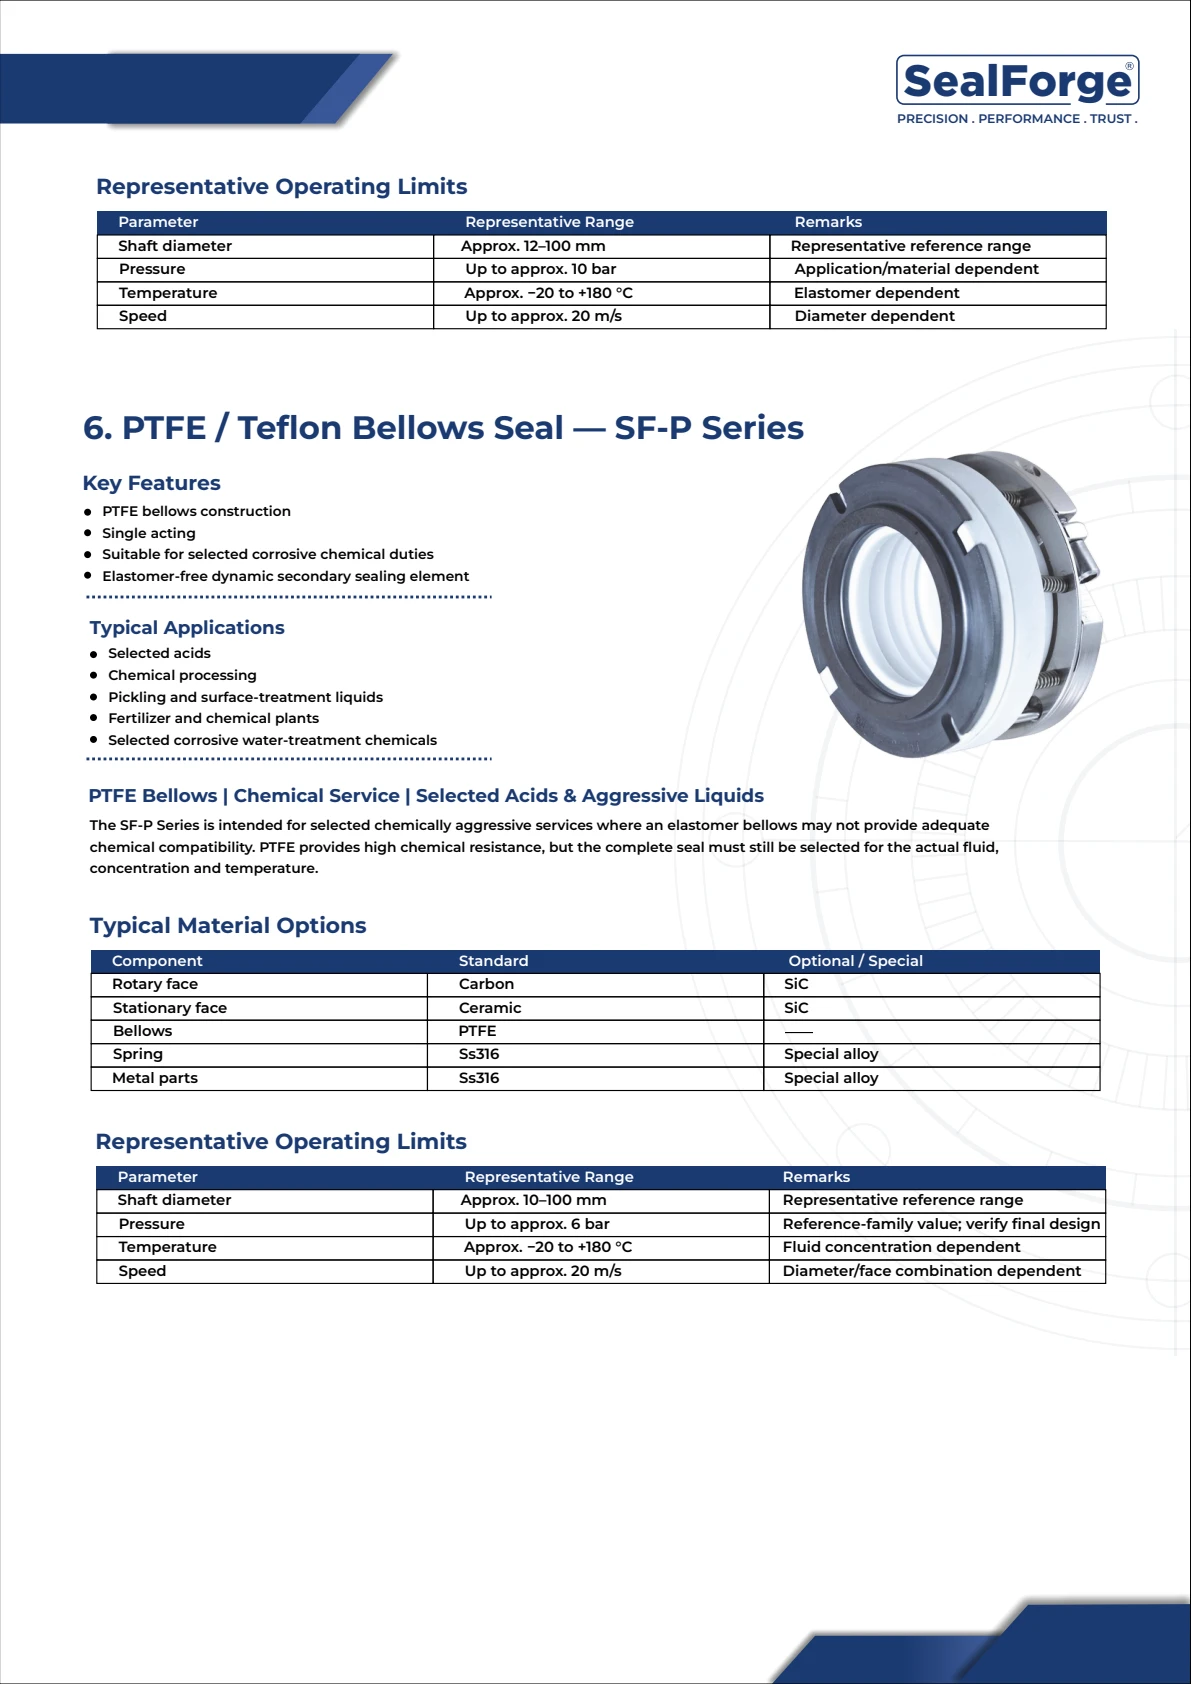 SealForge®
PRECISION . PERFORMANCE . TRUST .
Representative Operating Limits
Parameter Representative Range Remarks
Shaft diameter Approx. 12–100 mm Representative reference range
Pressure Up to approx. 10 bar Application/material dependent
Temperature Approx. −20 to +180 °C Elastomer dependent
Speed Up to approx. 20 m/s Diameter dependent
6. PTFE / Teflon Bellows Seal — SF-P Series
Key Features
● PTFE bellows construction
● Single acting
● Suitable for selected corrosive chemical duties
● Elastomer-free dynamic secondary sealing element
Typical Applications
● Selected acids
● Chemical processing
● Pickling and surface-treatment liquids
● Fertilizer and chemical plants
● Selected corrosive water-treatment chemicals
PTFE Bellows | Chemical Service | Selected Acids & Aggressive Liquids
The SF-P Series is intended for selected chemically aggressive services where an elastomer bellows may not provide adequate
chemical compatibility. PTFE provides high chemical resistance, but the complete seal must still be selected for the actual fluid,
concentration and temperature.
Typical Material Options
Component Standard Optional / Special
Rotary face Carbon SiC
Stationary face Ceramic SiC
Bellows PTFE ——
Spring Ss316 Special alloy
Metal parts Ss316 Special alloy
Representative Operating Limits
Parameter Representative Range Remarks
Shaft diameter Approx. 10–100 mm Representative reference range
Pressure Up to approx. 6 bar Reference-family value; verify final design
Temperature Approx. −20 to +180 °C Fluid concentration dependent
Speed Up to approx. 20 m/s Diameter/face combination dependent